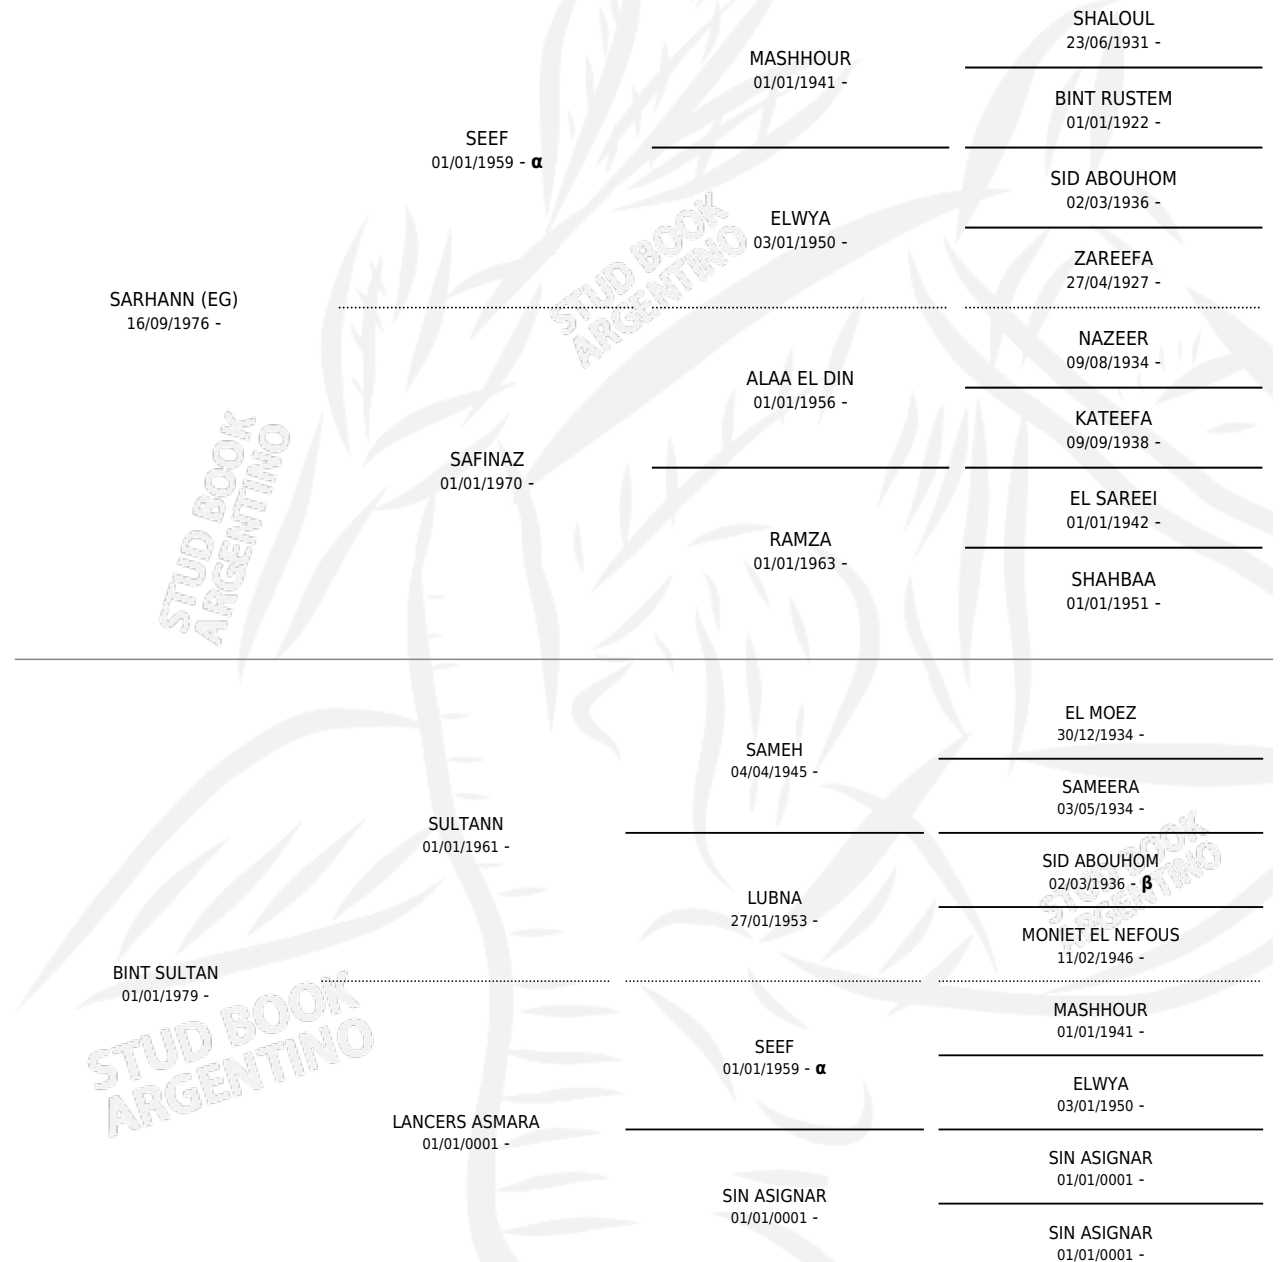 SHALOUL
23/06/1931 -
MASHHOUR
01/01/1941 -
BINT RUSTEM
01/01/1922 -
SEEF
01/01/1959 - α
SID ABOUHOM
02/03/1936 -
ELWYA
03/01/1950 -
ZAREEFA
27/04/1927 -
SARHANN (EG)
16/09/1976 -
NAZEER
09/08/1934 -
ALAA EL DIN
01/01/1956 -
KATEEFA
09/09/1938 -
SAFINAZ
01/01/1970 -
EL SAREEI
01/01/1942 -
RAMZA
01/01/1963 -
SHAHBAA
01/01/1951 -
EL MOEZ
30/12/1934 -
SAMEH
04/04/1945 -
SAMEERA
03/05/1934 -
SULTANN
01/01/1961 -
SID ABOUHOM
02/03/1936 - β
LUBNA
27/01/1953 -
MONIET EL NEFOUS
11/02/1946 -
BINT SULTAN
01/01/1979 -
MASHHOUR
01/01/1941 -
SEEF
01/01/1959 - α
ELWYA
03/01/1950 -
LANCERS ASMARA
01/01/0001 -
SIN ASIGNAR
01/01/0001 -
SIN ASIGNAR
01/01/0001 -
SIN ASIGNAR
01/01/0001 -
STUD BOOK
ARGENTINO
STUD BOOK
ARGENTINO
STUD BOOK
ARGENTINO
STUD BOOK
ARGENTINO